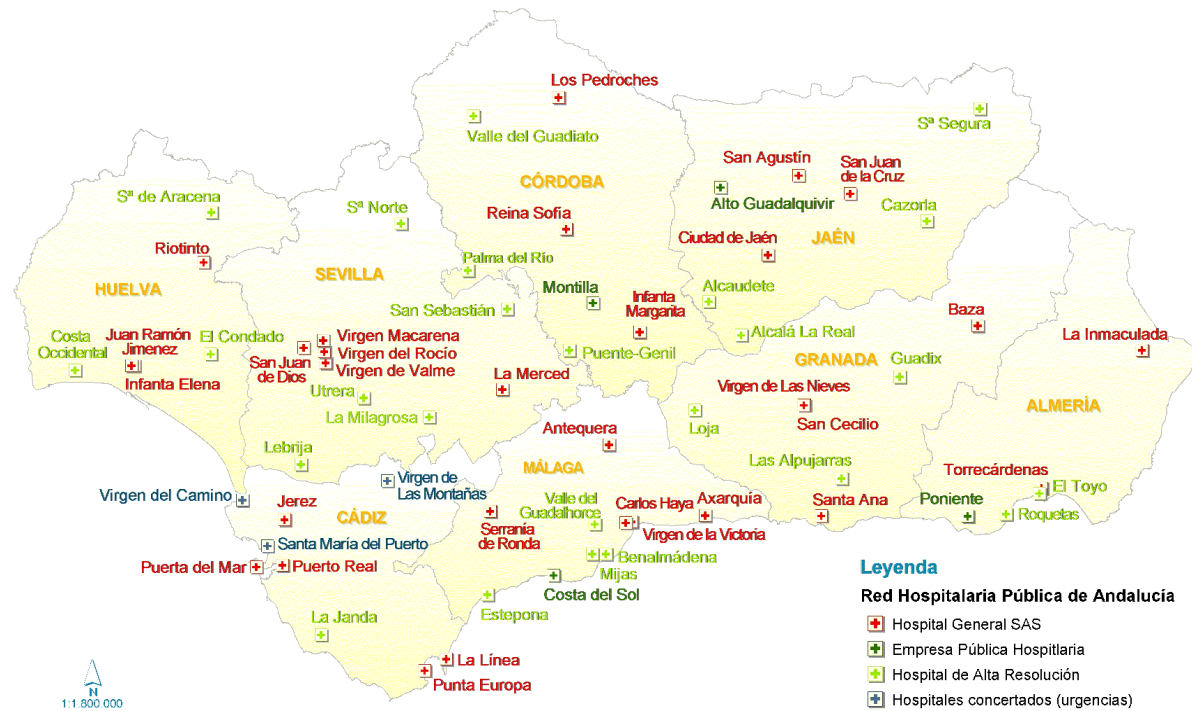 Los Pedroches
Valle del Guadiato
Sª Segura
San Agustín
San Juan
de la Cruz
CÓRDOBA
Alto Guadalquivir
Sª de Aracena
Sª Norte
Reina Sofía
Cazorla
Ciudad de Jaén
JAÉN
Riotinto
SEVILLA
Palma del Río
HUELVA
Montilla
Alcaudete
San Sebastián
Infanta
Margarita
Baza
Costa
Occidental
Juan Ramón
Jimenez
El Condado
Virgen Macarena
Virgen del Rocío
Virgen de Valme
Alcalá La Real
La Inmaculada
Puente-Genil
GRANADA
Guadix
San Juan
de Dios
Infanta Elena
La Merced
Virgen de Las Nieves
Utrera
ALMERÌA
La Milagrosa
Antequera
Loja
San Cecilio
Lebrija
MÁLAGA
Las Alpujarras
Torrecárdenas
Virgen de
Las Montañas
El Toyo
Virgen del Camino
Jerez
Valle del
Guadalhorce
Carlos Haya
Axarquía
Santa Ana
Poniente
Roquetas
CÀDIZ
Serranía
de Ronda
Virgen de la Victoria
Santa María del Puerto
Puerta del Mar
Puerto Real
Benalmádena
Mijas
Costa del Sol
Estepona
La Janda
La Línea
Punta Europa
Leyenda
Red Hospitalaria Pública de Andalucía
Hospital General SAS
Empresa Pública Hospitlaria
Hospital de Alta Resolución
Hospitales concertados (urgencias)
N
1:1.800.000